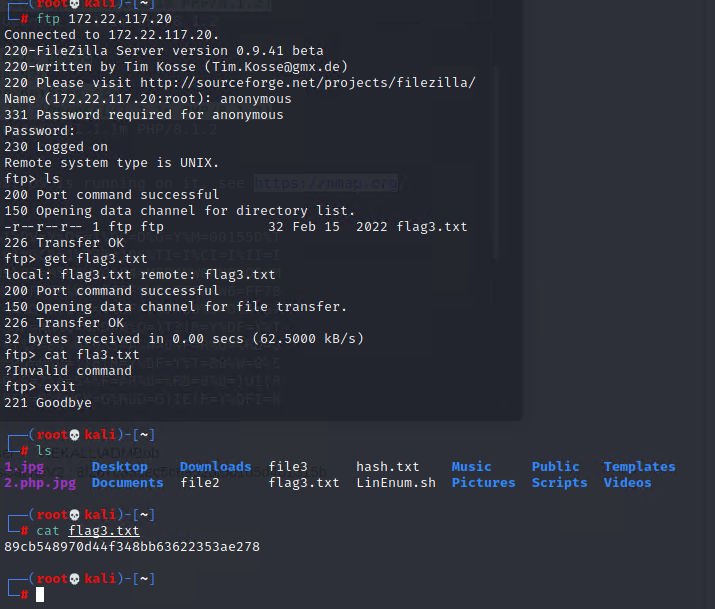 (root💀kali)-[~]
# ftp 172.22.117.20
Connected to 172.22.117.20.
220-FileZilla Server version 0.9.41 beta
220-written by Tim Kosse (Tim.Kosse@gmx.de)
220 Please visit http://sourceforge.net/projects/filezilla/
Name (172.22.117.20:root): anonymous
331 Password required for anonymous
Password:
230 Logged on
Remote system type is UNIX.
ftp> ls
200 Port command successful
150 Opening data channel for directory list.
-r--r--r-- 1 ftp ftp             32 Feb 15  2022 flag3.txt
226 Transfer OK
ftp> get flag3.txt
local: flag3.txt remote: flag3.txt
200 Port command successful
150 Opening data channel for file transfer.
226 Transfer OK
32 bytes received in 0.00 secs (62.5000 kB/s)
ftp> cat fla3.txt
?Invalid command
ftp> exit
221 Goodbye
(root💀kali)-[~]
# ls
1.jpg      Desktop    Downloads  file3      hash.txt    Music     Public   Templates
2.php.jpg  Documents  file2      flag3.txt  LinEnum.sh  Pictures  Scripts  Videos
(root💀kali)-[~]
# cat flag3.txt
89cb548970d44f348bb63622353ae278
(root💀kali)-[~]
#